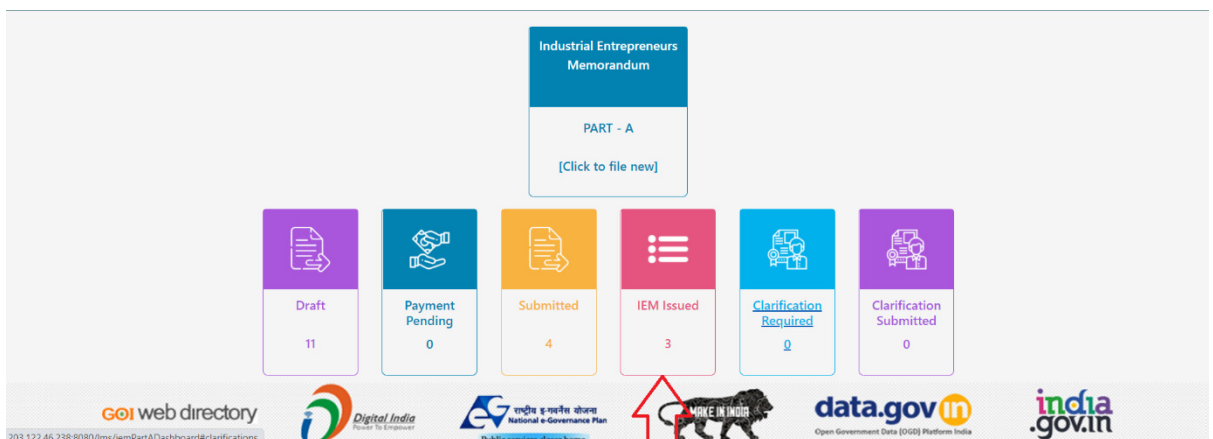 Industrial Entrepreneurs
Memorandum
PART - A
[Click to file new]
Draft
11
Payment
Pending
0
Submitted
4
IEM Issued
3
Clarification
Required
0
Clarification
Submitted
0
GOI web directory
Digital India
Power To Empower
राष्ट्रीय ई-गवर्नेंस योजना
National e-Governance Plan
MAKE IN INDIA
data.gov in
Open Government Data (OGD) Platform India
india
.gov.in
203.122.46.238:8080/lms/iemPartADashboard#clarifications